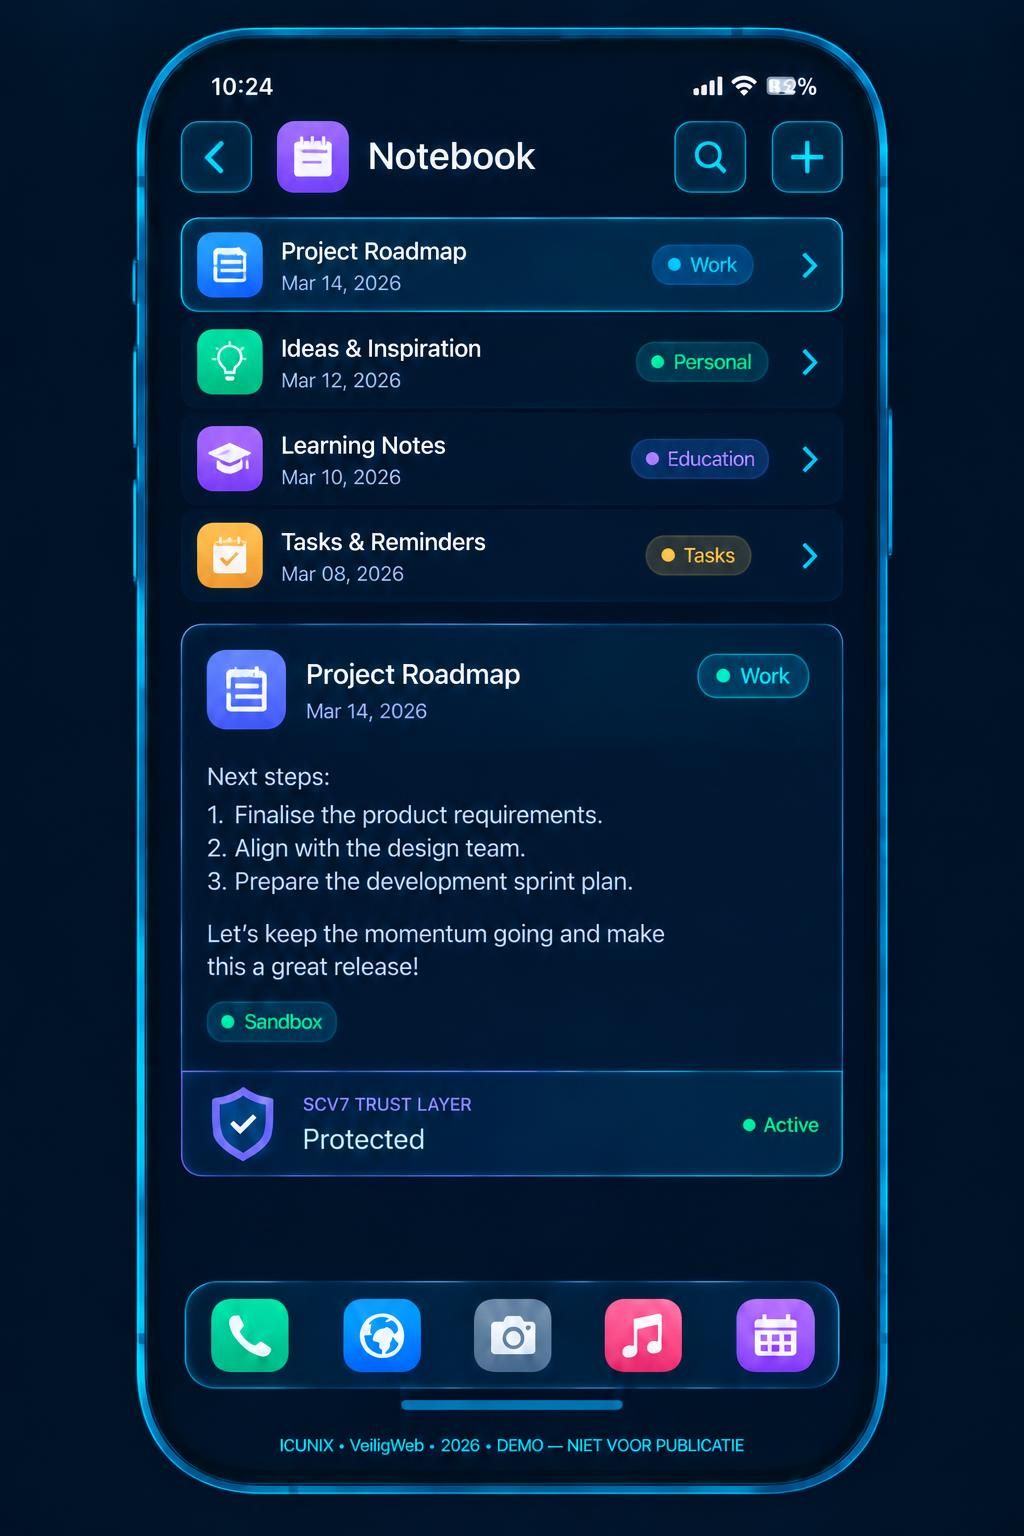 10:24
Notebook
Project Roadmap
Mar 14, 2026
Work
Ideas & Inspiration
Mar 12, 2026
Personal
Learning Notes
Mar 10, 2026
Education
Tasks & Reminders
Mar 08, 2026
Tasks
Project Roadmap
Mar 14, 2026
Work
Next steps:
1. Finalise the product requirements.
2. Align with the design team.
3. Prepare the development sprint plan.
Let's keep the momentum going and make
this a great release!
Sandbox
SCV7 TRUST LAYER
Protected
Active
ICUNIX • VeiligWeb • 2026 • DEMO — NIET VOOR PUBLICATIE